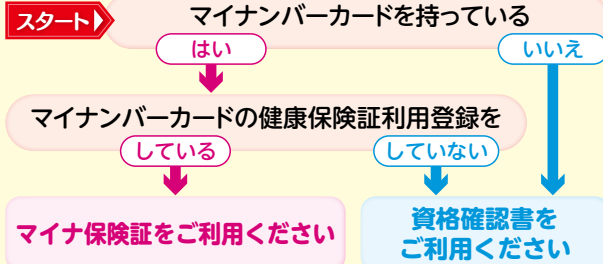 スタート
マイナンバーカードを持っている
はい
いいえ
マイナンバーカードの健康保険証利用登録を
している
していない
マイナ保険証をご利用ください
資格確認書を
ご利用ください